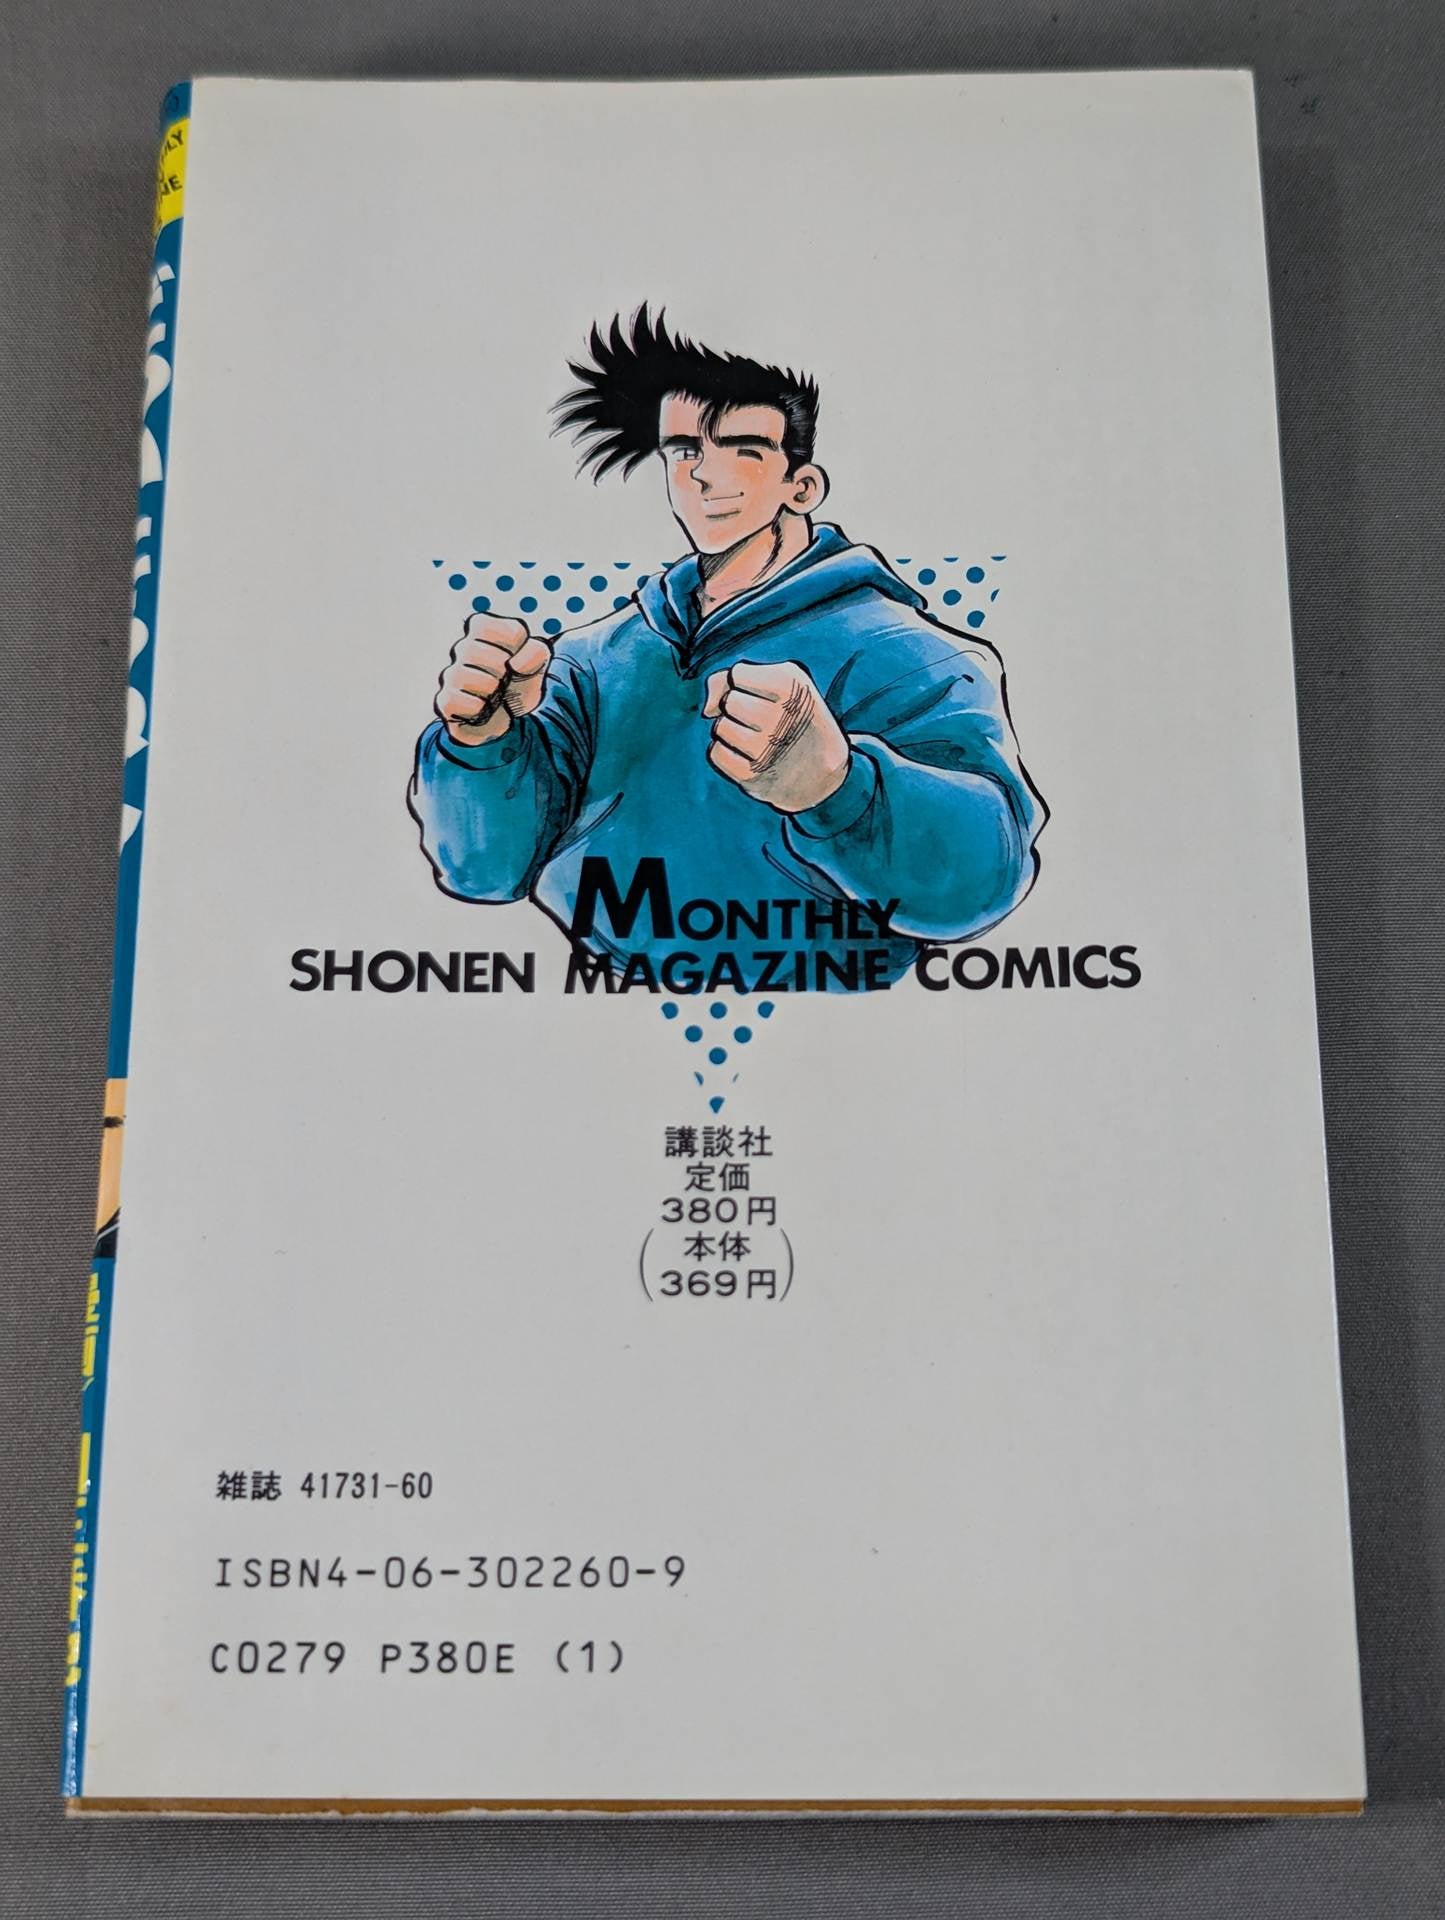 MONTHLY
SHONEN MAGAZINE COMICS
講談社
定価
380円
(本体
369円)
雑誌 41731-60
ISBN4-06-302260-9
C0279 P380E (1)